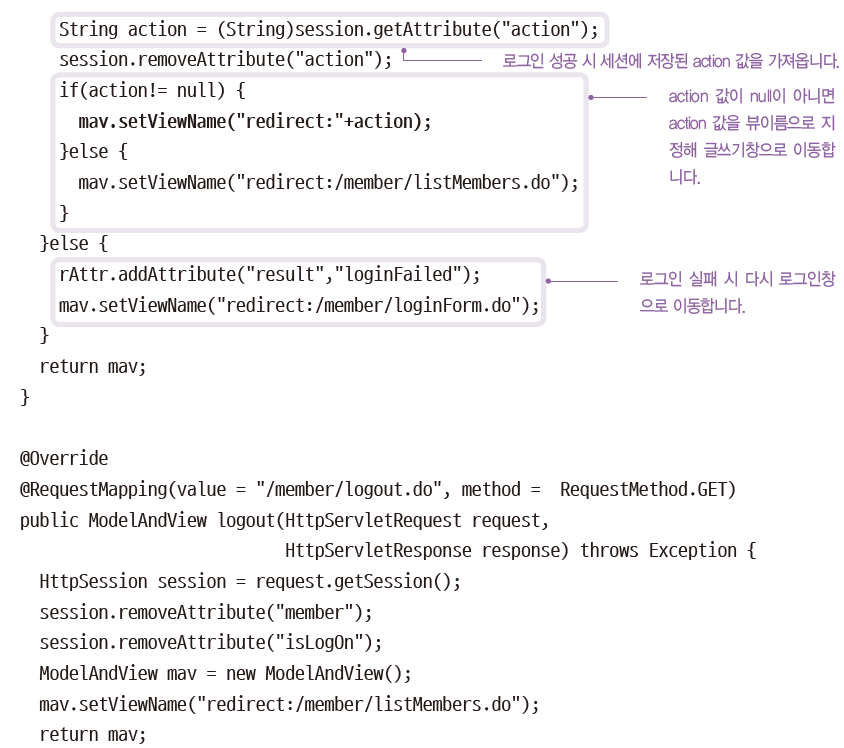 String action = (String)session.getAttribute("action");
session.removeAttribute("action");
로그인 성공 시 세션에 저장된 action 값을 가져옵니다.
if(action!= null) {
mav.setViewName("redirect:"+action);
}else {
mav.setViewName("redirect:/member/listMembers.do");
}
action 값이 null이 아니면
action 값을 뷰이름으로 지
정해 글쓰기창으로 이동합
니다.
}else {
rAttr.addAttribute("result","loginFailed");
mav.setViewName("redirect:/member/loginForm.do");
로그인 실패 시 다시 로그인창
으로 이동합니다.
}
return mav;
}
@Override
@RequestMapping(value = "/member/logout.do", method =  RequestMethod.GET)
public ModelAndView logout(HttpServletRequest request,
HttpServletResponse response) throws Exception {
HttpSession session = request.getSession();
session.removeAttribute("member");
session.removeAttribute("isLogOn");
ModelAndView mav = new ModelAndView();
mav.setViewName("redirect:/member/listMembers.do");
return mav;